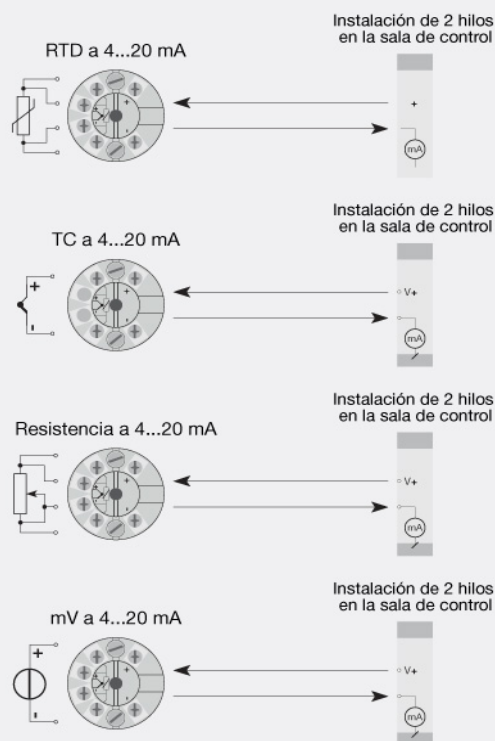 Instalación de 2 hilos
en la sala de control
RTD a 4...20 mA
+
-
+
mA
Instalación de 2 hilos
en la sala de control
TC a 4...20 mA
+
-
+
-
V+
mA
Instalación de 2 hilos
en la sala de control
Resistencia a 4...20 mA
+
-
V+
mA
Instalación de 2 hilos
en la sala de control
mV a 4...20 mA
+
-
+
-
V+
mA